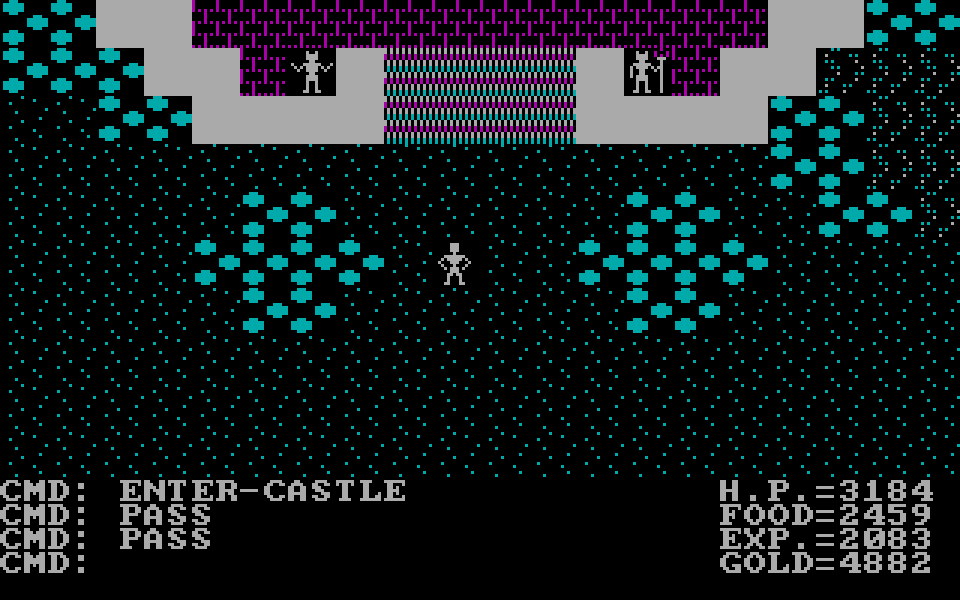 CMD: ENTER-CASTLE H.P.=3184
CMD: PASS FOOD=2459
CMD: PASS EXP.=2083
CMD: GOLD=4882